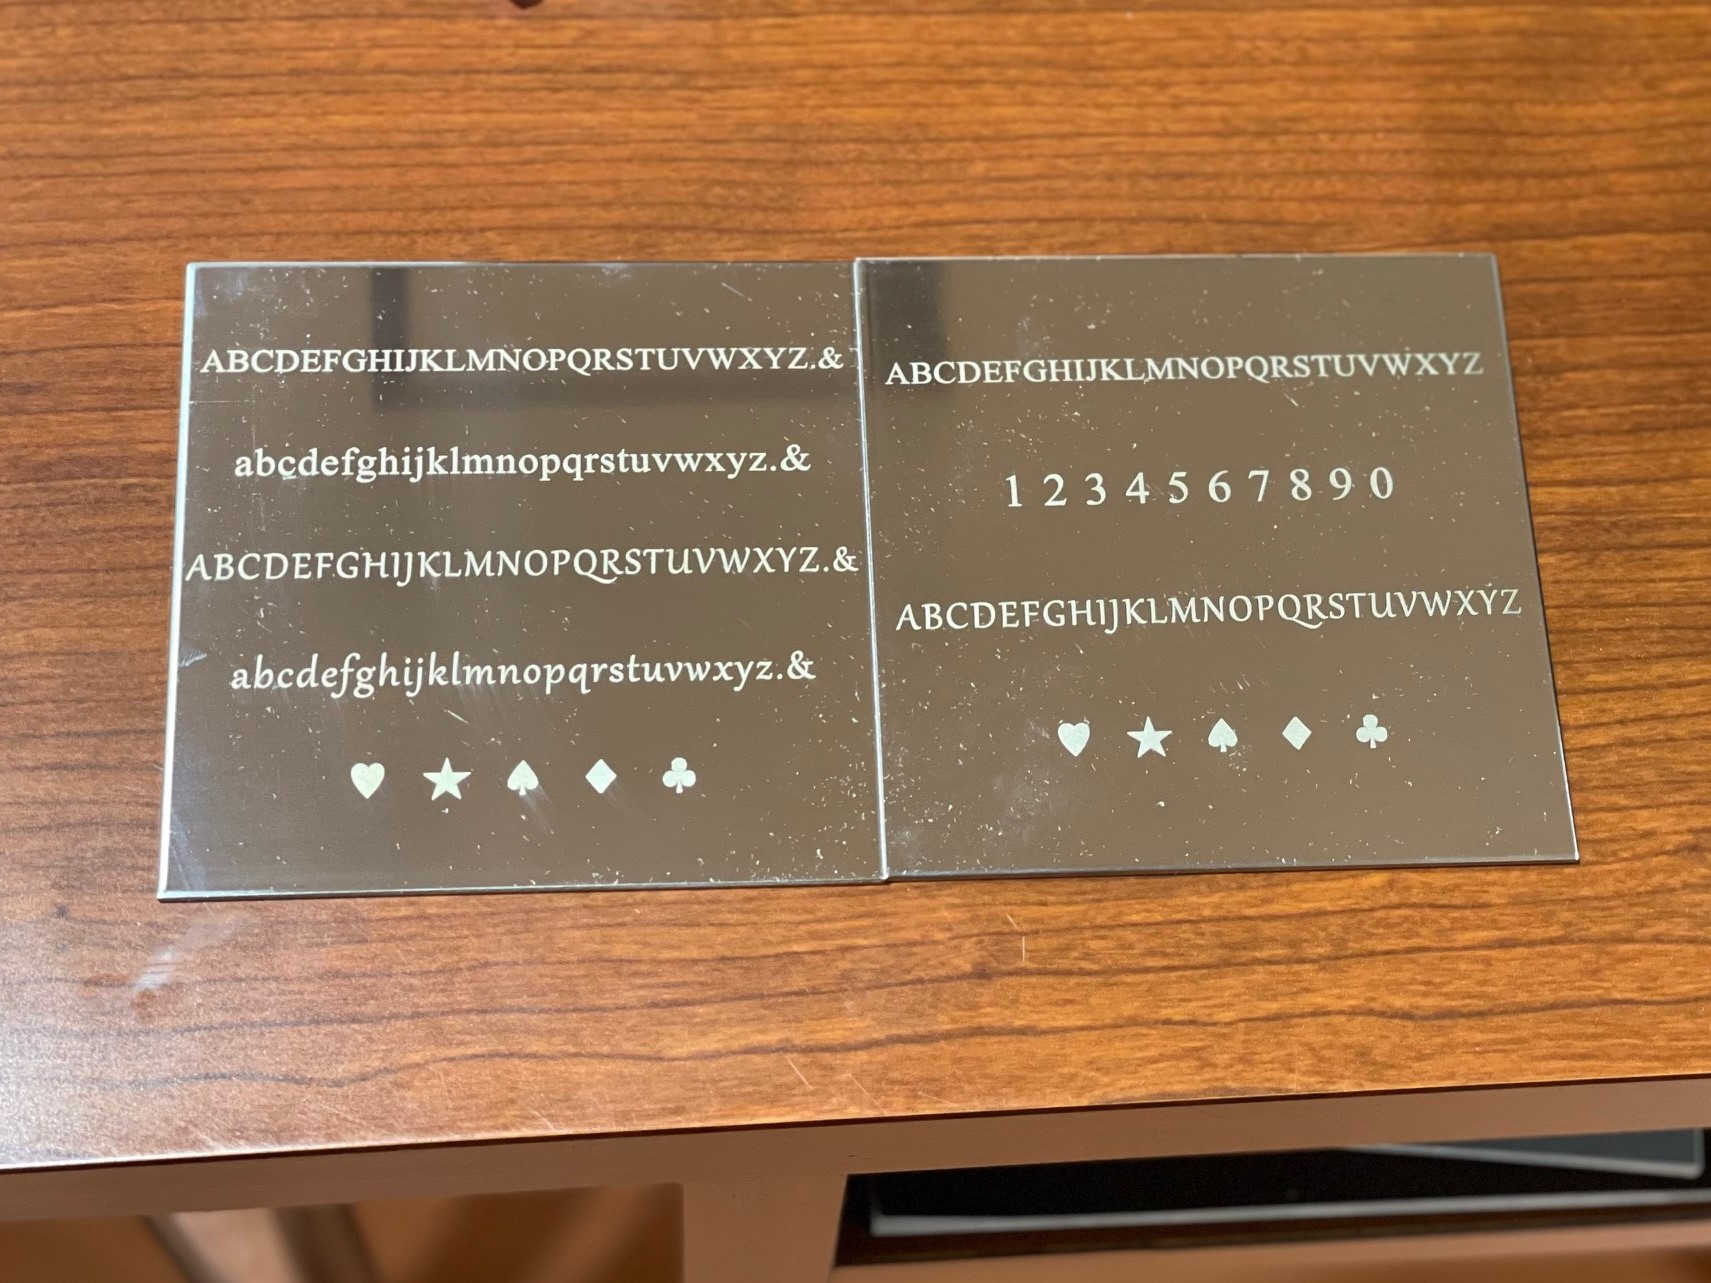 ABCDEFGHIJKLMNOPQRSTUVWXYZ.&
abcdefghijklmnopqrstuvwxyz.&
ABCDEFGHIJKLMNOPQRSTUVWXYZ.&
abcdefghijklmnopqrstuvwxyz.&
ABCDEFGHIJKLMNOPQRSTUVWXYZ
1 2 3 4 5 6 7 8 9 0
ABCDEFGHIJKLMNOPQRSTUVWXYZ